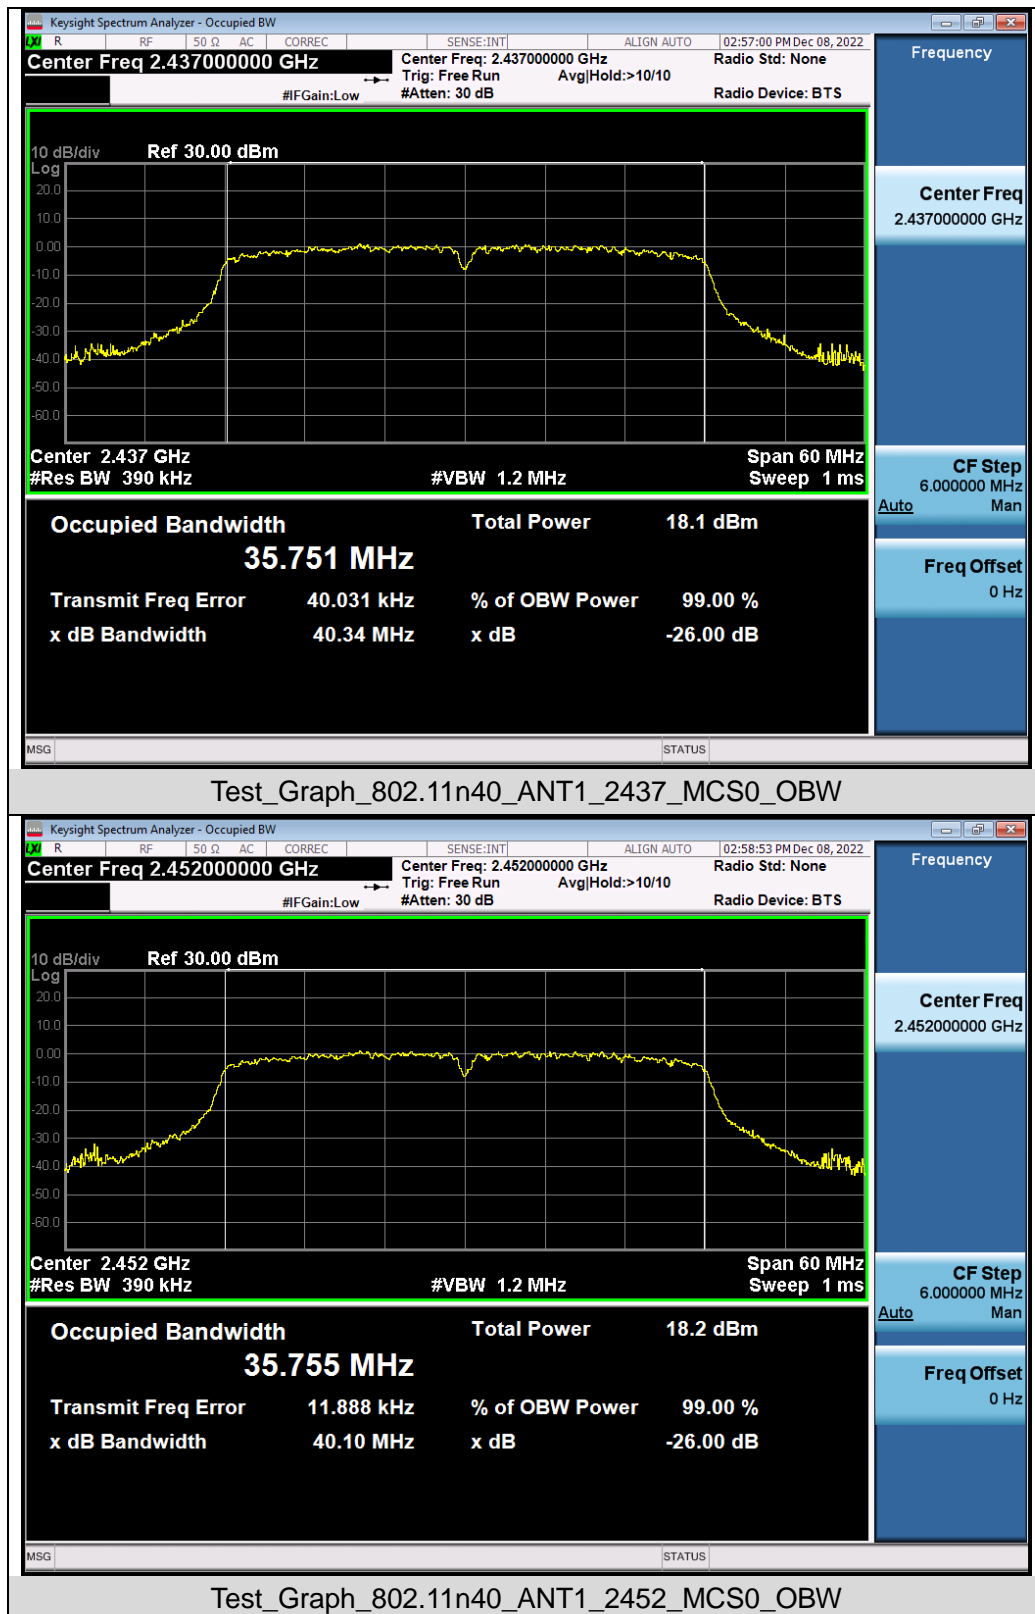 Keysight Spectrum Analyzer - Occupied BW
LXI R RF 50 Ω AC CORREC SENSE:INT ALIGN AUTO 02:57:00 PM Dec 08, 2022
Center Freq 2.437000000 GHz
Center Freq: 2.437000000 GHz
Radio Std: None
Trig: Free Run Avg|Hold:>10/10
#IFGain:Low
#Atten: 30 dB
Radio Device: BTS
Frequency
10 dB/div Ref 30.00 dBm
Log
20.0
10.0
0.00
-10.0
-20.0
-30.0
-40.0
-50.0
-60.0
Center 2.437 GHz
Span 60 MHz
#Res BW 390 kHz
#VBW 1.2 MHz
Sweep 1 ms
Center Freq
2.437000000 GHz
CF Step
6.000000 MHz
Auto Man
Freq Offset
0 Hz
Occupied Bandwidth
35.751 MHz
Total Power 18.1 dBm
Transmit Freq Error 40.031 kHz
% of OBW Power 99.00 %
x dB Bandwidth 40.34 MHz
x dB -26.00 dB
MSG
STATUS
Test_Graph_802.11n40_ANT1_2437_MCS0_OBW
Keysight Spectrum Analyzer - Occupied BW
LXI R RF 50 Ω AC CORREC SENSE:INT ALIGN AUTO 02:58:53 PM Dec 08, 2022
Center Freq 2.452000000 GHz
Center Freq: 2.452000000 GHz
Radio Std: None
Trig: Free Run Avg|Hold:>10/10
#IFGain:Low
#Atten: 30 dB
Radio Device: BTS
Frequency
10 dB/div Ref 30.00 dBm
Log
20.0
10.0
0.00
-10.0
-20.0
-30.0
-40.0
-50.0
-60.0
Center 2.452 GHz
Span 60 MHz
#Res BW 390 kHz
#VBW 1.2 MHz
Sweep 1 ms
Center Freq
2.452000000 GHz
CF Step
6.000000 MHz
Auto Man
Freq Offset
0 Hz
Occupied Bandwidth
35.755 MHz
Total Power 18.2 dBm
Transmit Freq Error 11.888 kHz
% of OBW Power 99.00 %
x dB Bandwidth 40.10 MHz
x dB -26.00 dB
MSG
STATUS
Test_Graph_802.11n40_ANT1_2452_MCS0_OBW